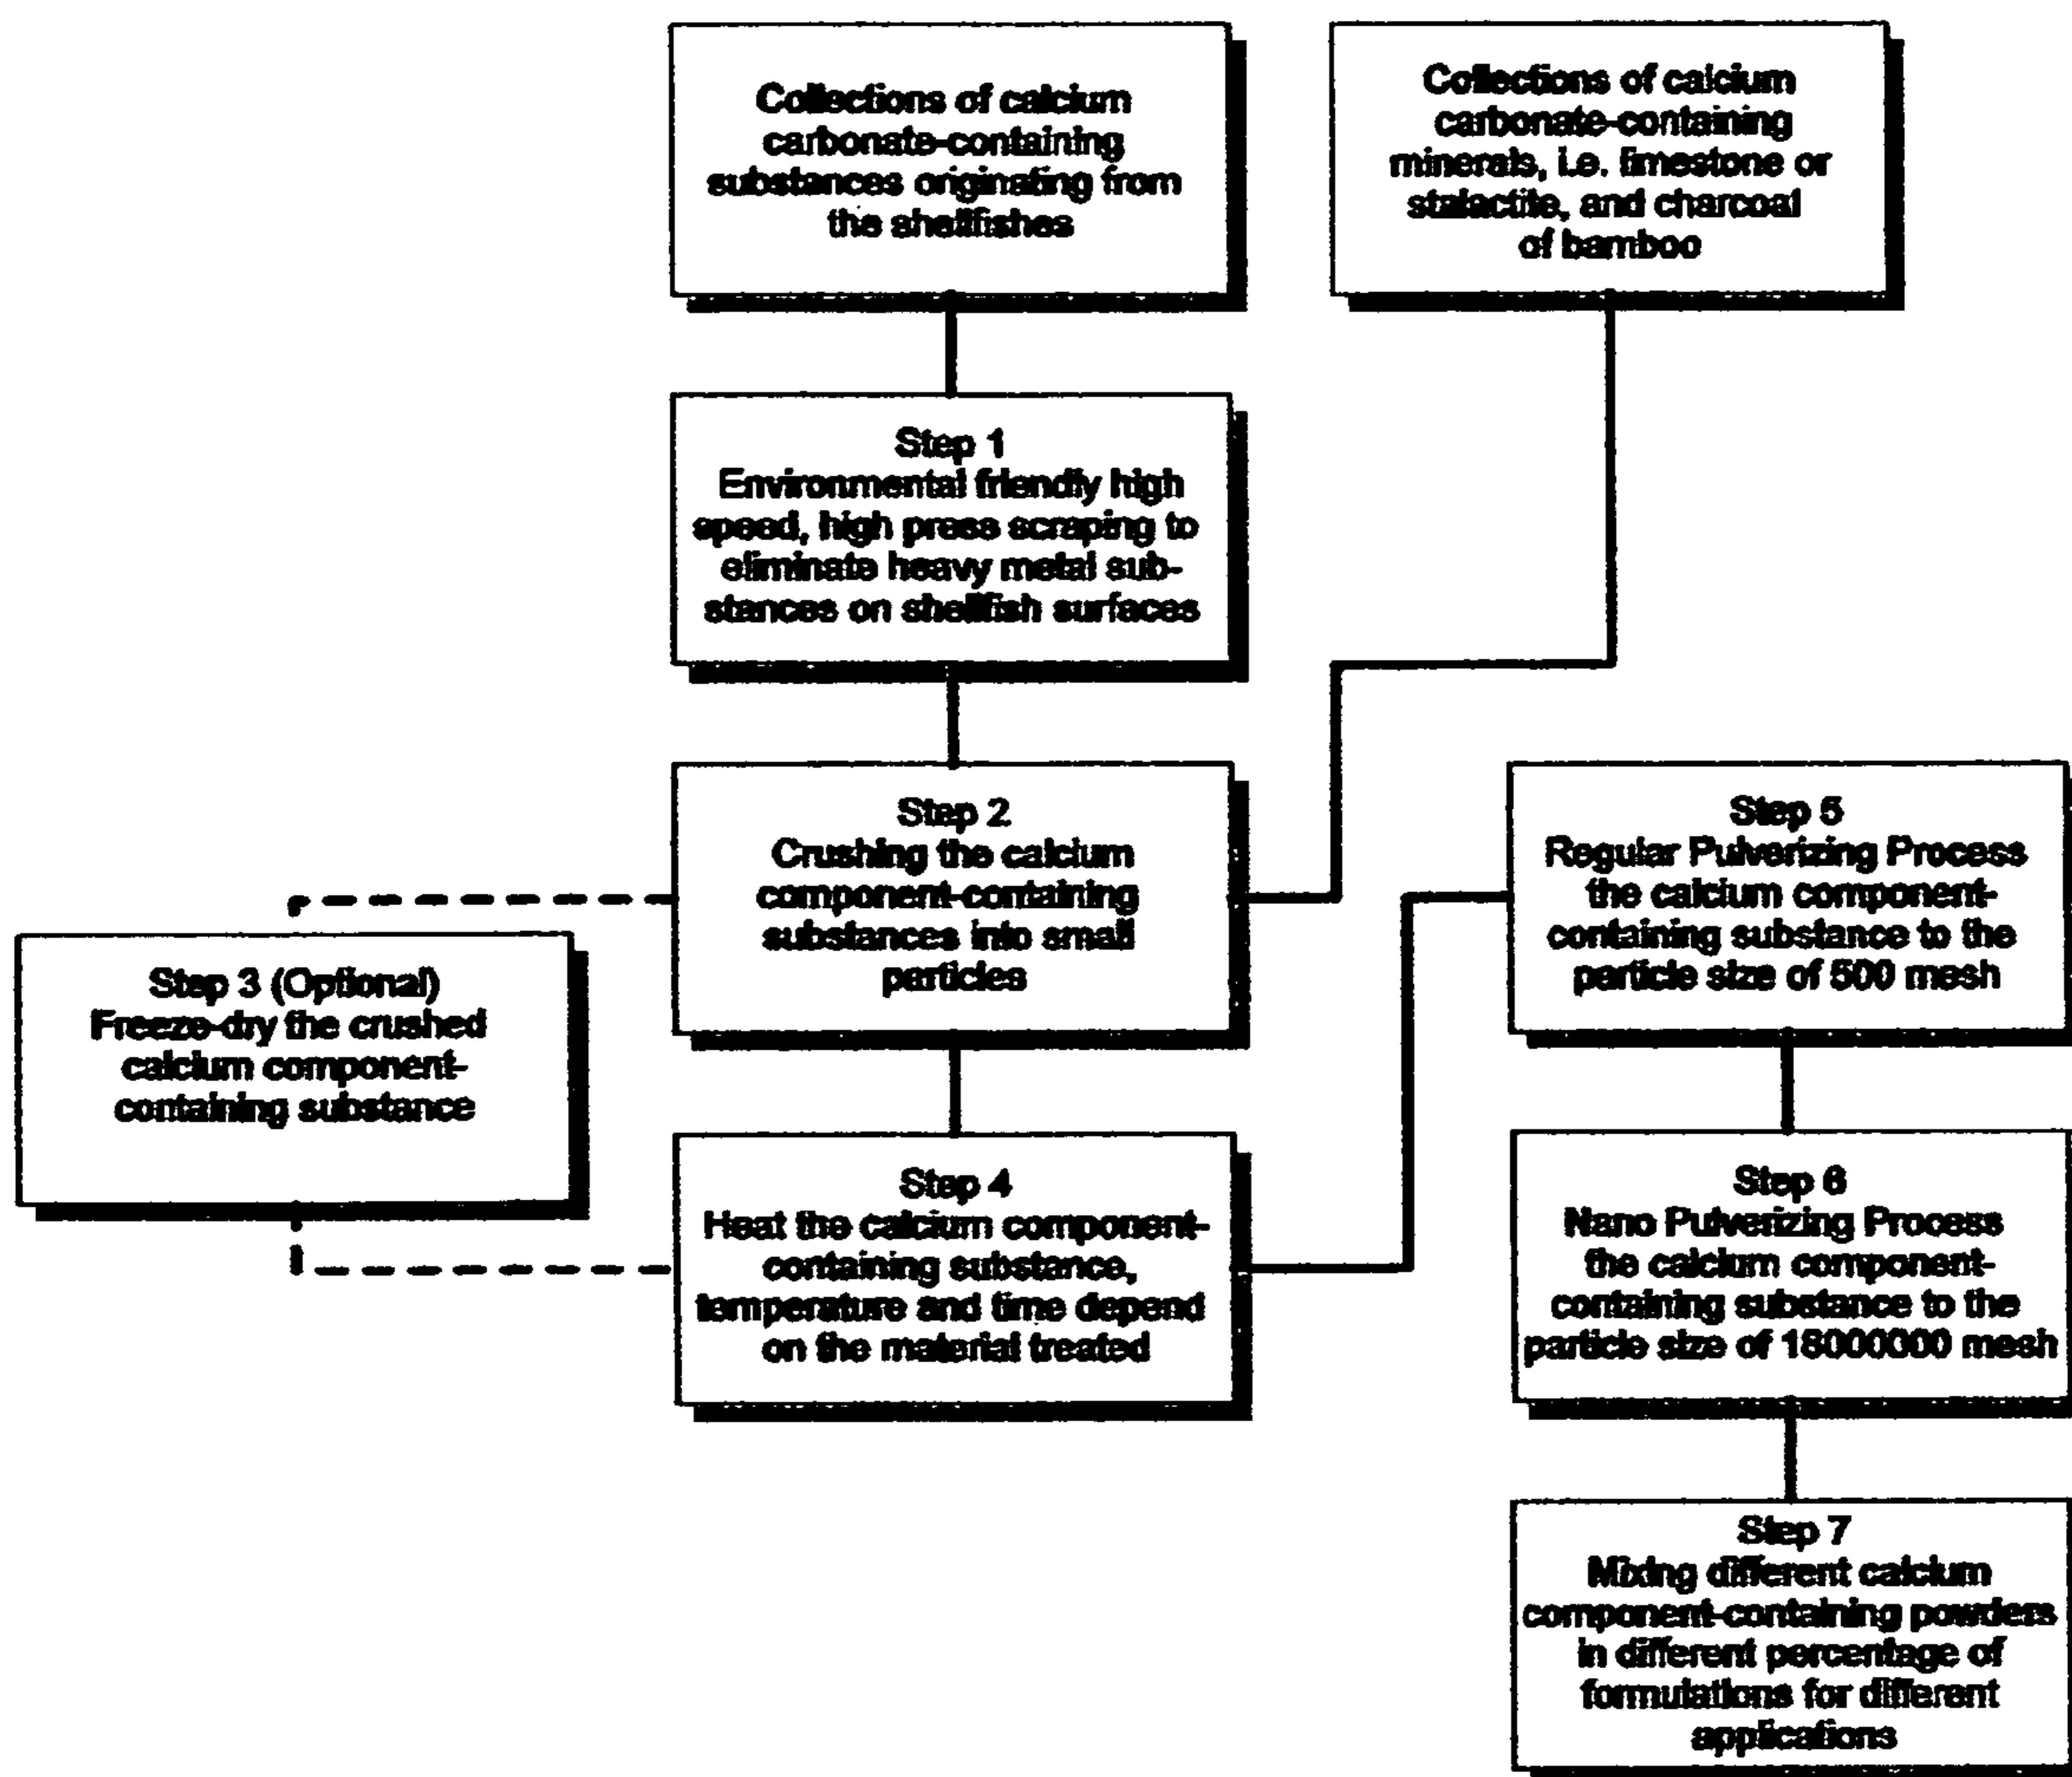 Collections of calcium
carbonate-containing
substances originating from
the shellfishes
Collections of calcium
carbonate-containing
minerals, i.e. limestone or
stalactite, and charcoal
of bamboo
Step 1
Environmental friendly high
speed, high press scraping to
eliminate heavy metal sub-
stances on shellfish surfaces
Step 2
Crushing the calcium
component-containing
substances into small
particles
Step 3 (Optional)
Freeze-dry the crushed
calcium component-
containing substance
Step 4
Heat the calcium component-
containing substance,
temperature and time depend
on the material treated
Step 5
Regular Pulverizing Process
the calcium component-
containing substance to the
particle size of 500 mesh
Step 6
Nano Pulverizing Process
the calcium component-
containing substance to the
particle size of 18000000 mesh
Step 7
Mixing different calcium
component-containing powders
in different percentage of
formulations for different
applications